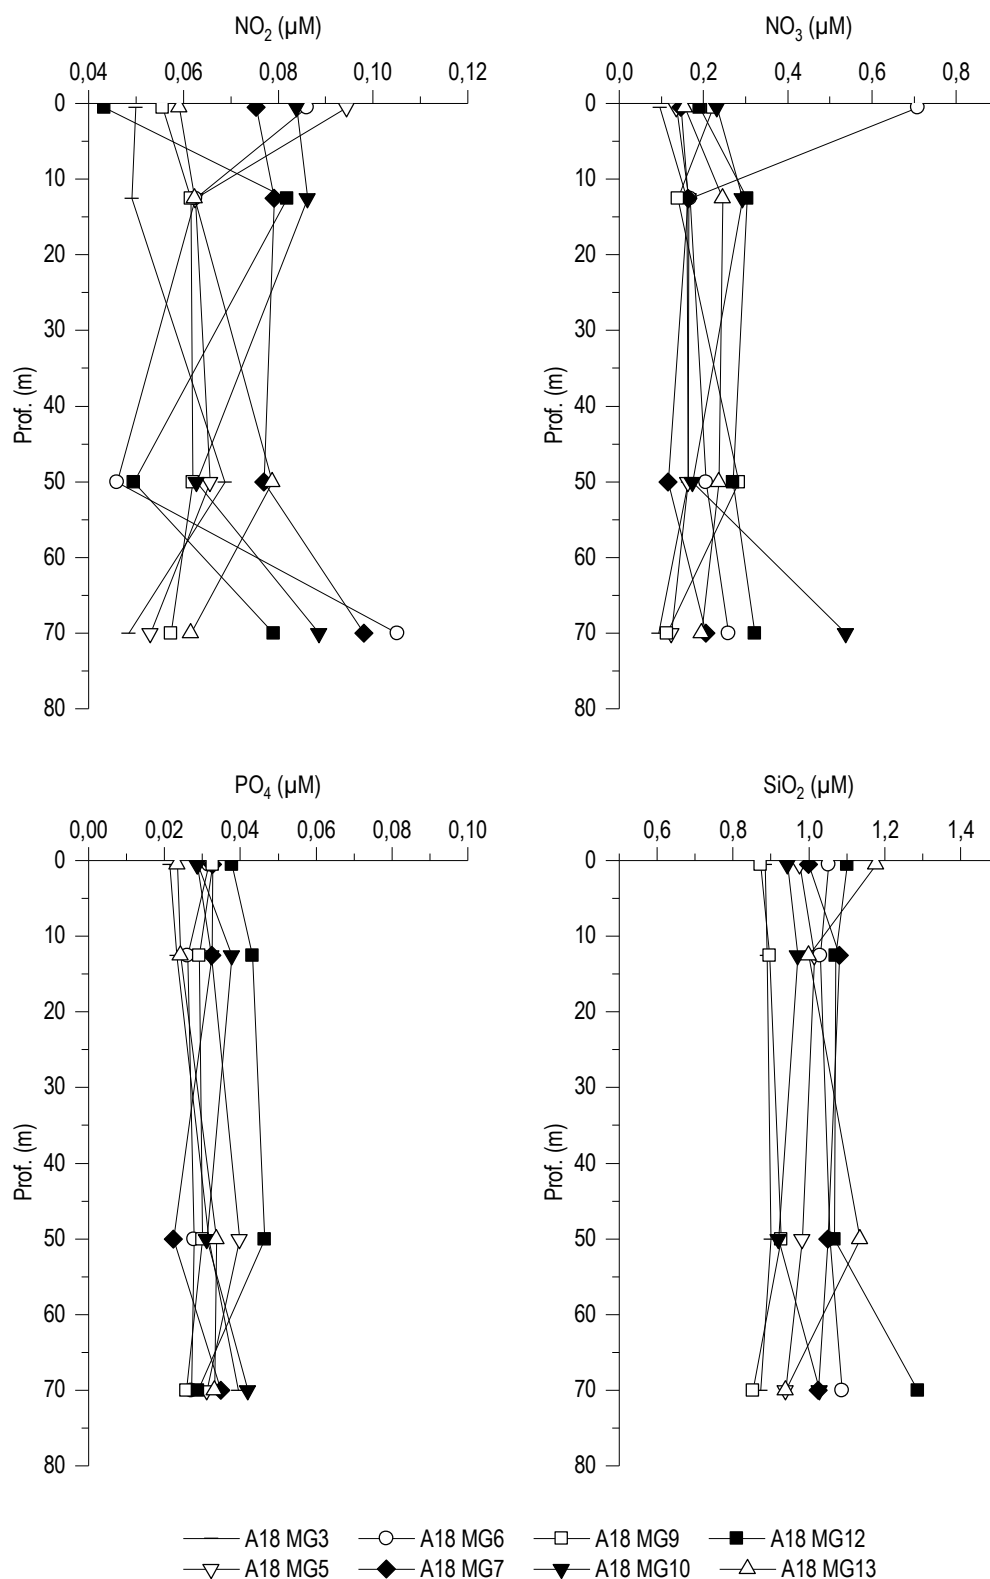 NO₂ (µM)
0,04 0,06 0,08 0,10 0,12
0
10
20
30
40
50
60
70
80
Prof. (m)
NO₃ (µM)
0,0 0,2 0,4 0,6 0,8
0
10
20
30
40
50
60
70
80
Prof. (m)
PO₄ (µM)
0,00 0,02 0,04 0,06 0,08 0,10
0
10
20
30
40
50
60
70
80
Prof. (m)
SiO₂ (µM)
0,6 0,8 1,0 1,2 1,4
0
10
20
30
40
50
60
70
80
Prof. (m)
A18 MG3 A18 MG6 A18 MG9 A18 MG12
A18 MG5 A18 MG7 A18 MG10 A18 MG13